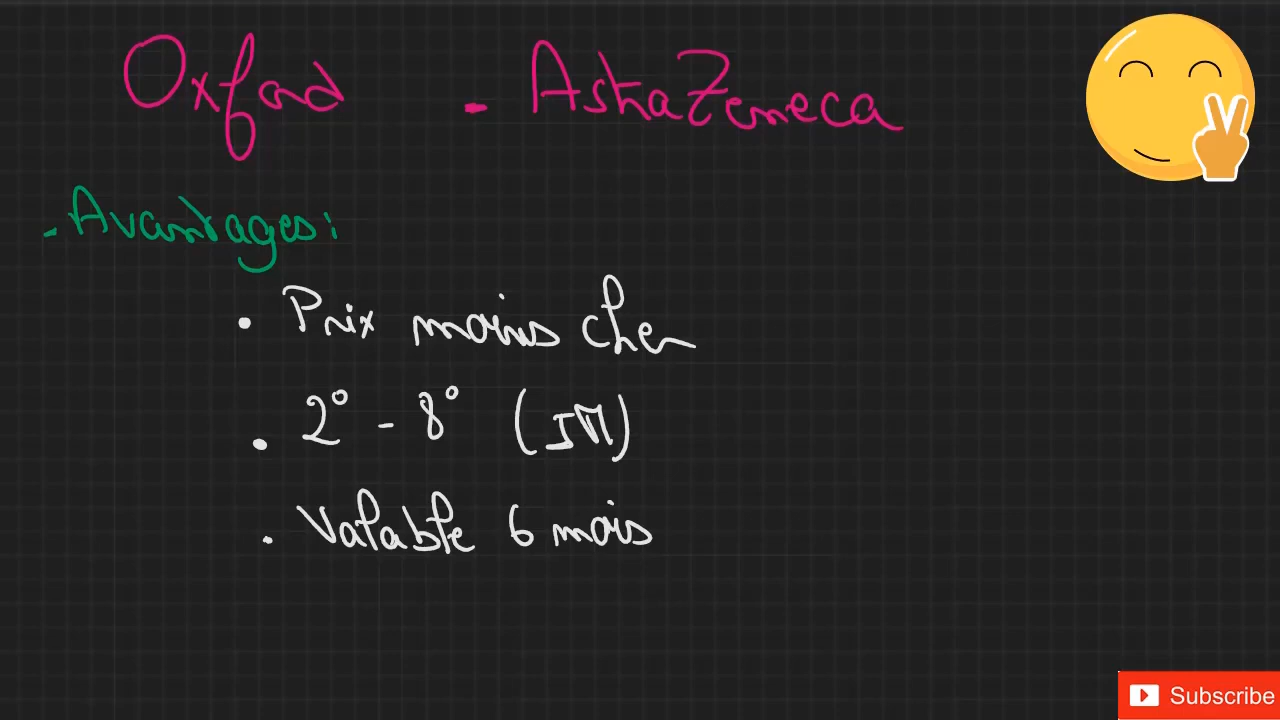 Oxford - AstraZeneca
- Avantages:
• Prix moins cher
• 2° - 8° (IM)
• Valable 6 mois
Subscribe